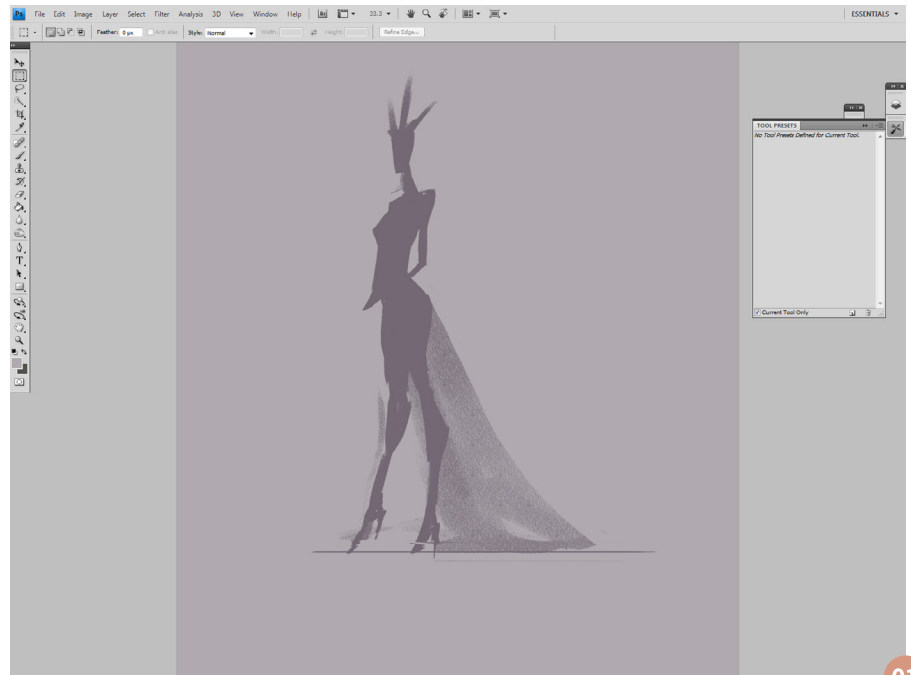 Ps File Edit Image Layer Select Filter Analysis 3D View Window Help Br 33.3 ESSENTIALS
Feather: 0 px Anti-alias Style: Normal Width: Height: Refine Edge...
TOOL PRESETS
No Tool Presets Defined for Current Tool.
Current Tool Only
T
01